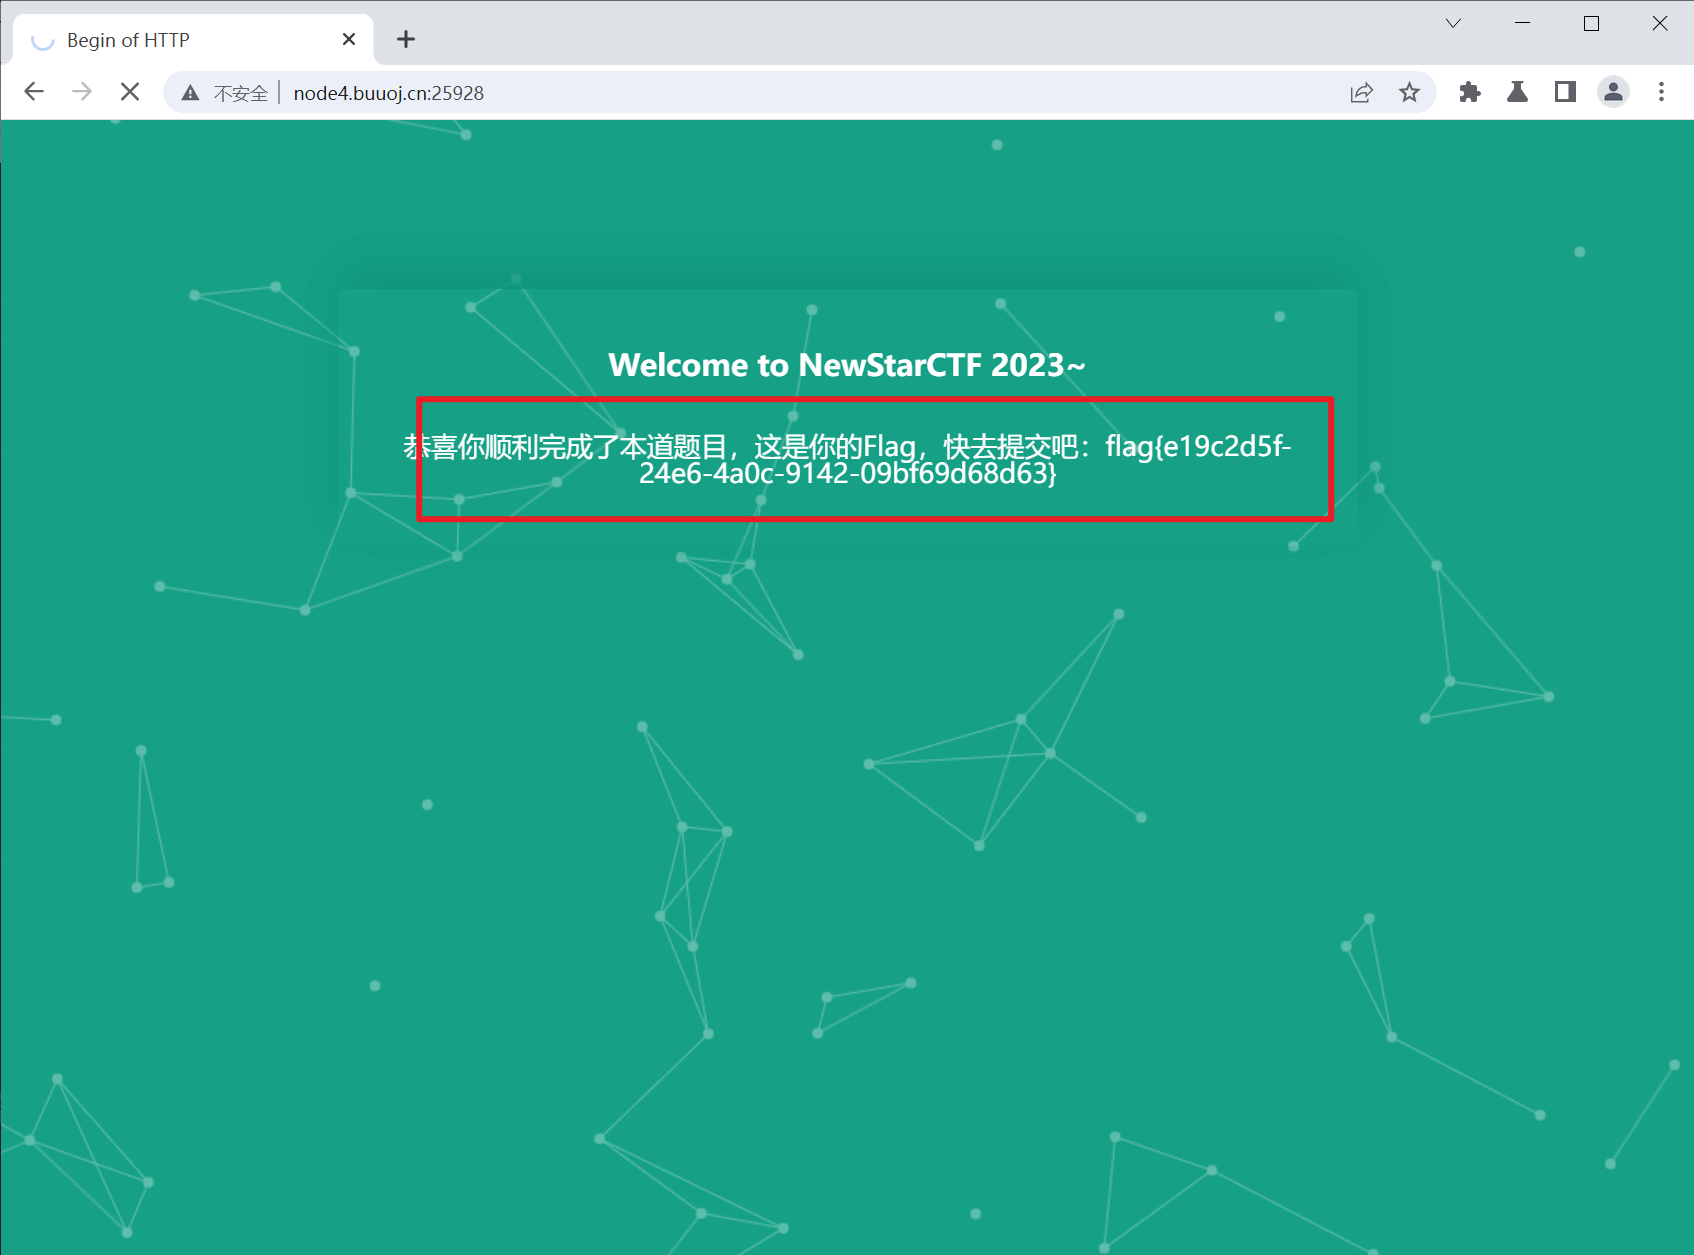 Begin of HTTP
不安全 node4.buuoj.cn:25928
Welcome to NewStarCTF 2023~
恭喜你顺利完成了本道题目，这是你的Flag，快去提交吧：flag{e19c2d5f-
24e6-4a0c-9142-09bf69d68d63}